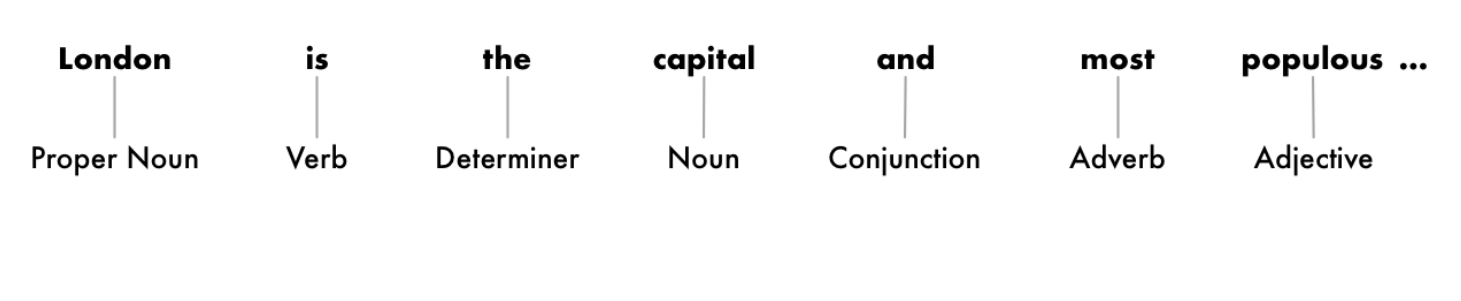 London is the capital and most populous ...
Proper Noun Verb Determiner Noun Conjunction Adverb Adjective